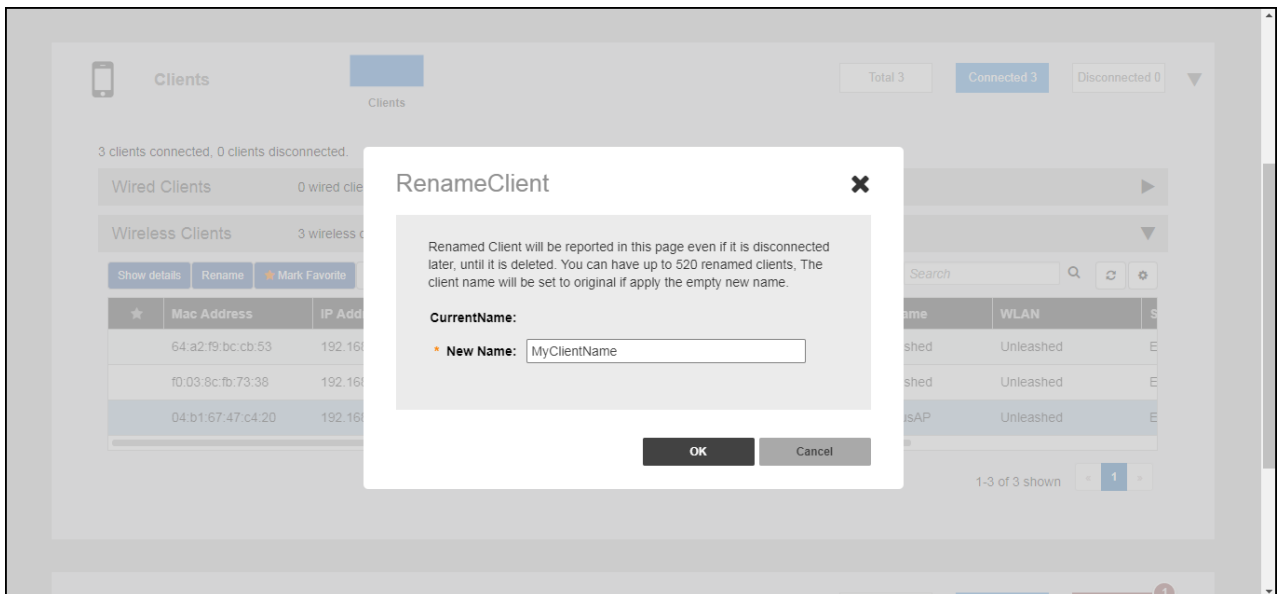 Clients
Clients
Total 3
Connected 3
Disconnected 0
3 clients connected, 0 clients disconnected.
Wired Clients
0 wired clie
Wireless Clients
3 wireless
RenameClient
Renamed Client will be reported in this page even if it is disconnected
later, until it is deleted. You can have up to 520 renamed clients, The
client name will be set to original if apply the empty new name.
CurrentName:
* New Name: MyClientName
OK
Cancel
Show details
Rename
Mark Favorite
Search
Mac Address
IP Add
ame
WLAN
S
64:a2:f9:bc:cb:53
192.16
shed
Unleashed
E
f0:03:8c:fb:73:38
192.16
shed
Unleashed
E
04:b1:67:47:c4:20
192.168
sAP
Unleashed
E
1-3 of 3 shown
«
1
»
1